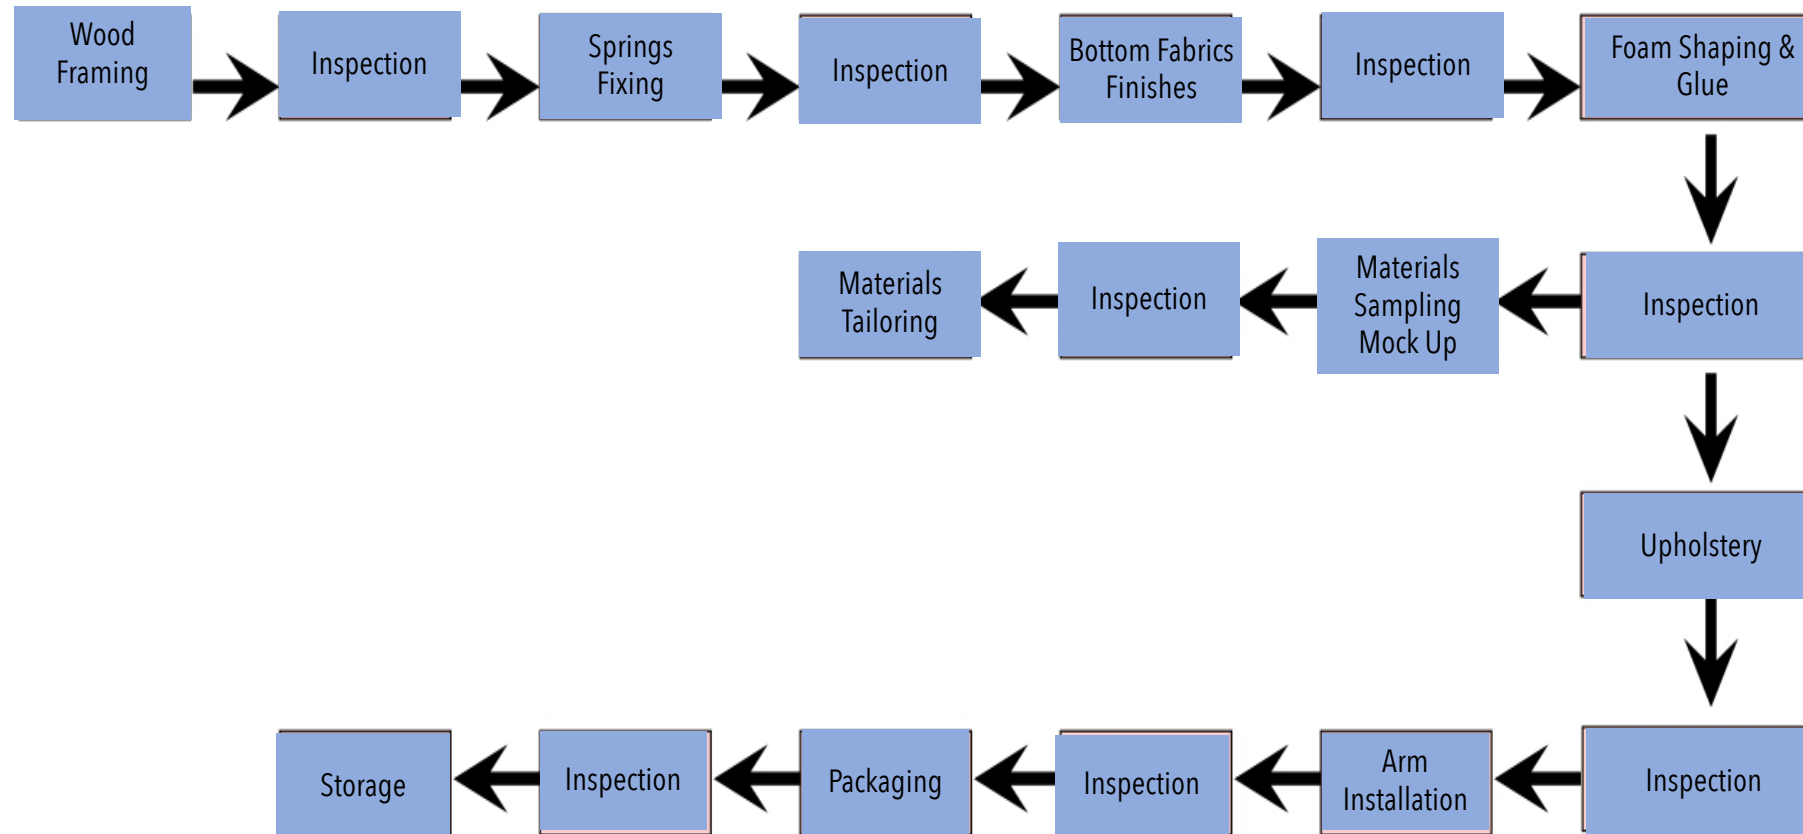 Wood
Framing
Inspection
Springs
Fixing
Inspection
Bottom Fabrics
Finishes
Inspection
Foam Shaping &
Glue
Materials
Tailoring
Inspection
Materials
Sampling
Mock Up
Inspection
Upholstery
Storage
Inspection
Packaging
Inspection
Arm
Installation
Inspection